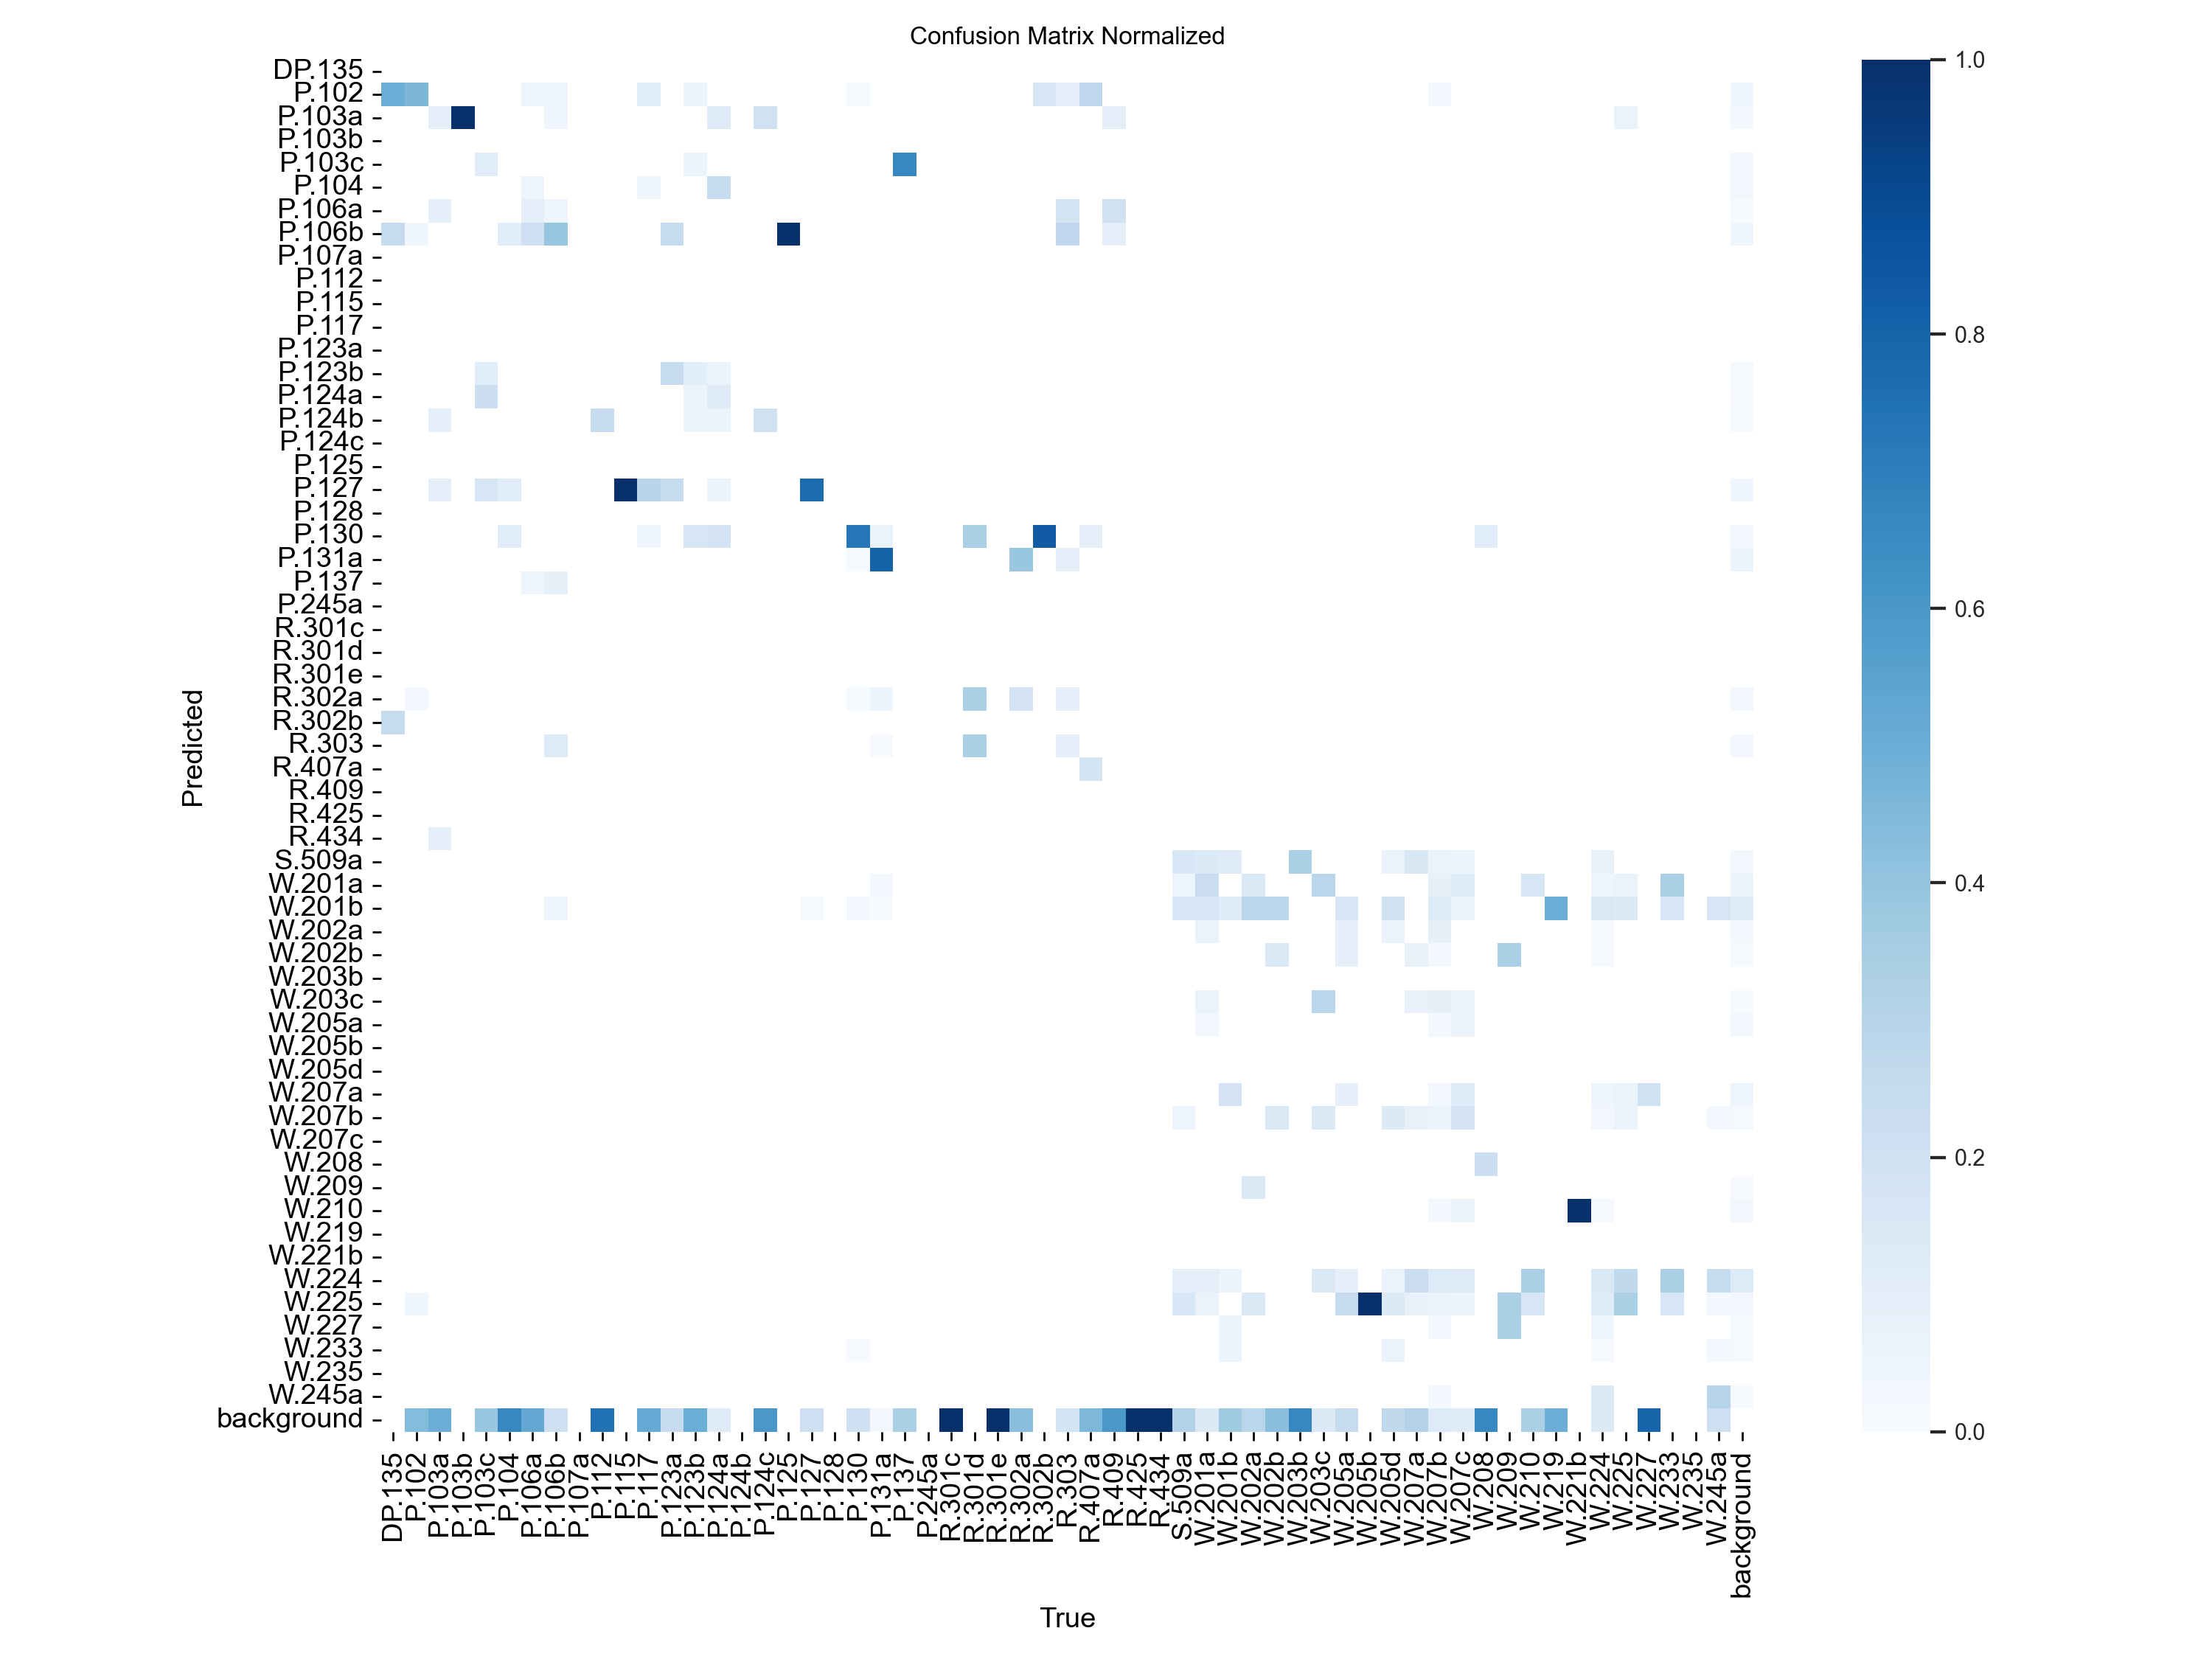 Confusion Matrix Normalized
DP.135
P.102
P.103a
P.103b
P.103c
P.104
P.106a
P.106b
P.107a
P.112
P.115
P.117
P.123a
P.123b
P.124a
P.124b
P.124c
P.125
P.127
P.128
P.130
P.131a
P.137
P.245a
R.301c
R.301d
R.301e
R.302a
R.302b
R.303
R.407a
R.409
R.425
R.434
S.509a
W.201a
W.201b
W.202a
W.202b
W.203b
W.203c
W.205a
W.205b
W.205d
W.207a
W.207b
W.207c
W.208
W.209
W.210
W.219
W.221b
W.224
W.225
W.227
W.233
W.235
W.245a
background
Predicted
DP.135
P.102
P.103a
P.103b
P.103c
P.104
P.106a
P.106b
P.107a
P.112
P.115
P.117
P.123a
P.123b
P.124a
P.124b
P.124c
P.125
P.127
P.128
P.130
P.131a
P.137
P.245a
R.301c
R.301d
R.301e
R.302a
R.302b
R.303
R.407a
R.409
R.425
R.434
S.509a
W.201a
W.201b
W.202a
W.202b
W.203b
W.203c
W.205a
W.205b
W.205d
W.207a
W.207b
W.207c
W.208
W.209
W.210
W.219
W.221b
W.224
W.225
W.227
W.233
W.235
W.245a
background
True
1.0
0.8
0.6
0.4
0.2
0.0